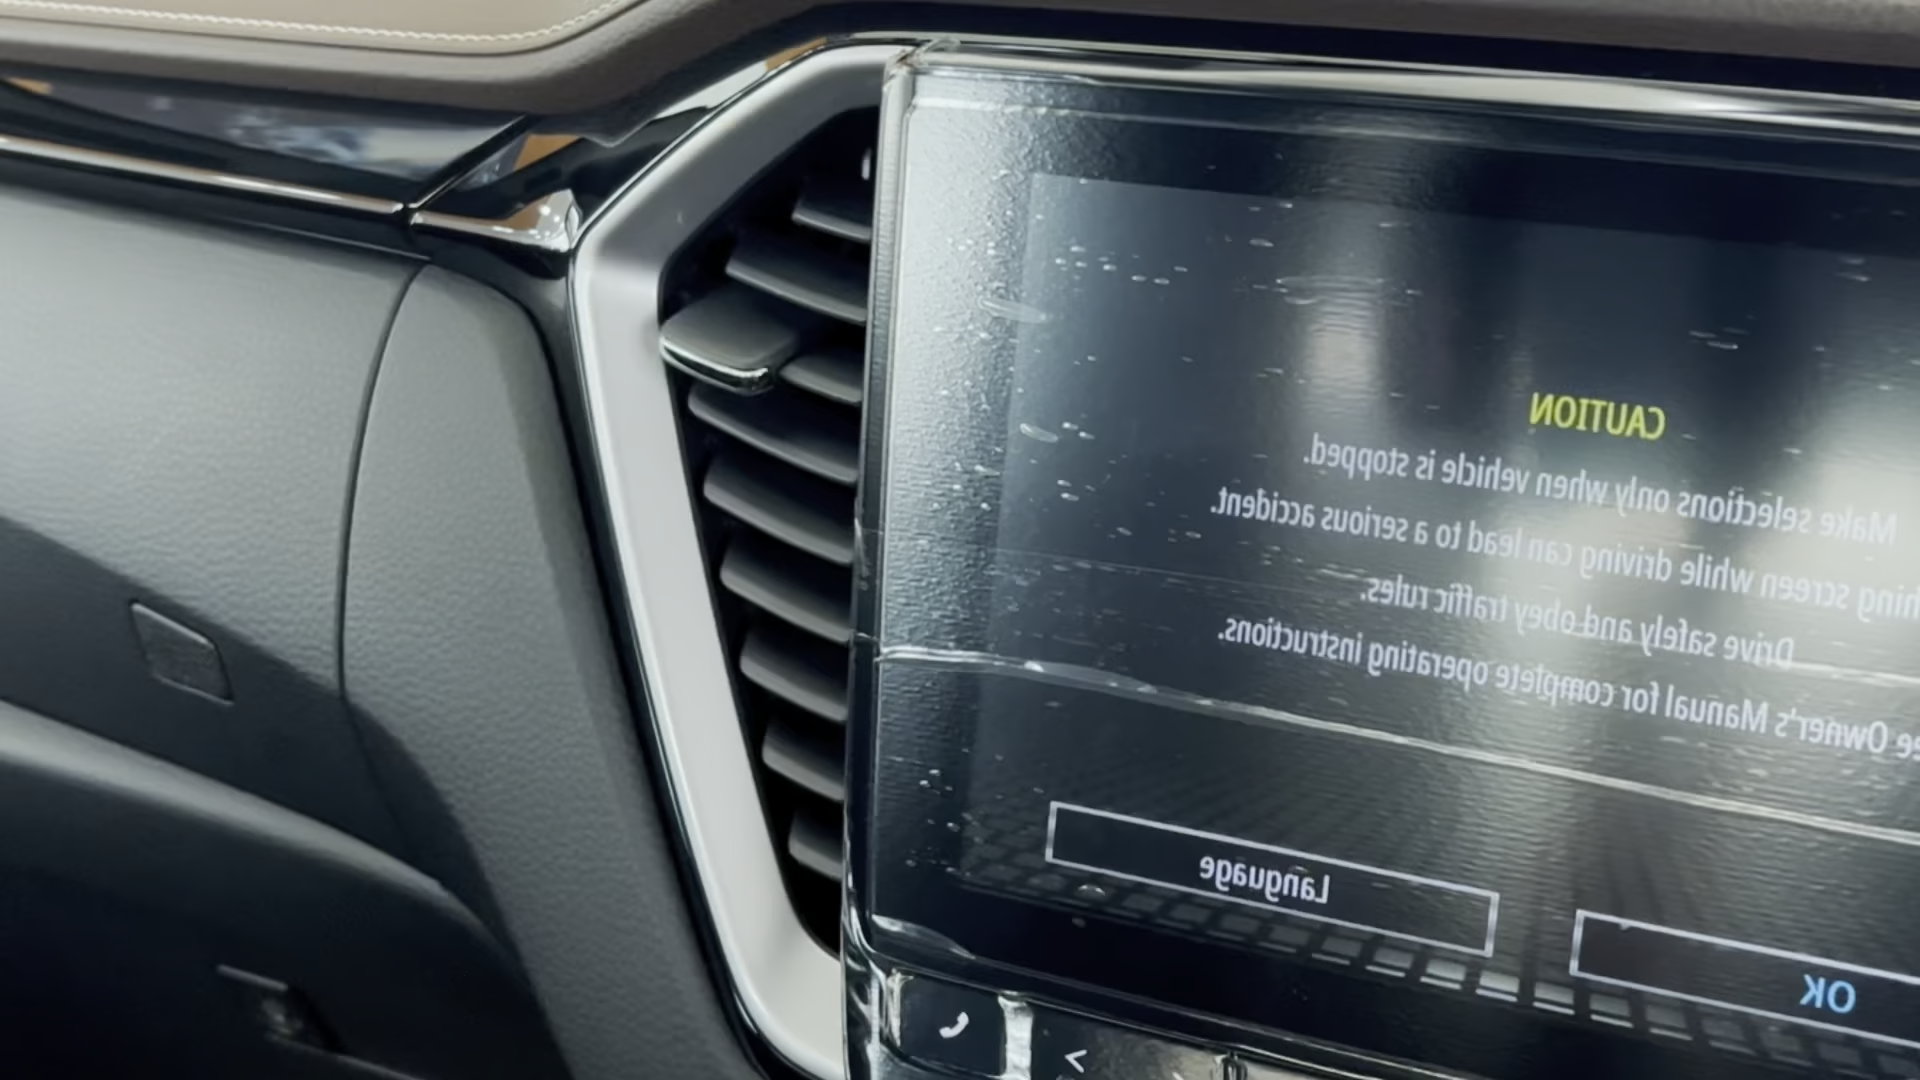 CAUTION
Make selections only when vehicle is stopped.
screen while driving can lead to a serious accident.
Drive safely and obey traffic rules.
Owner's Manual for complete operating instructions.
Language
OK